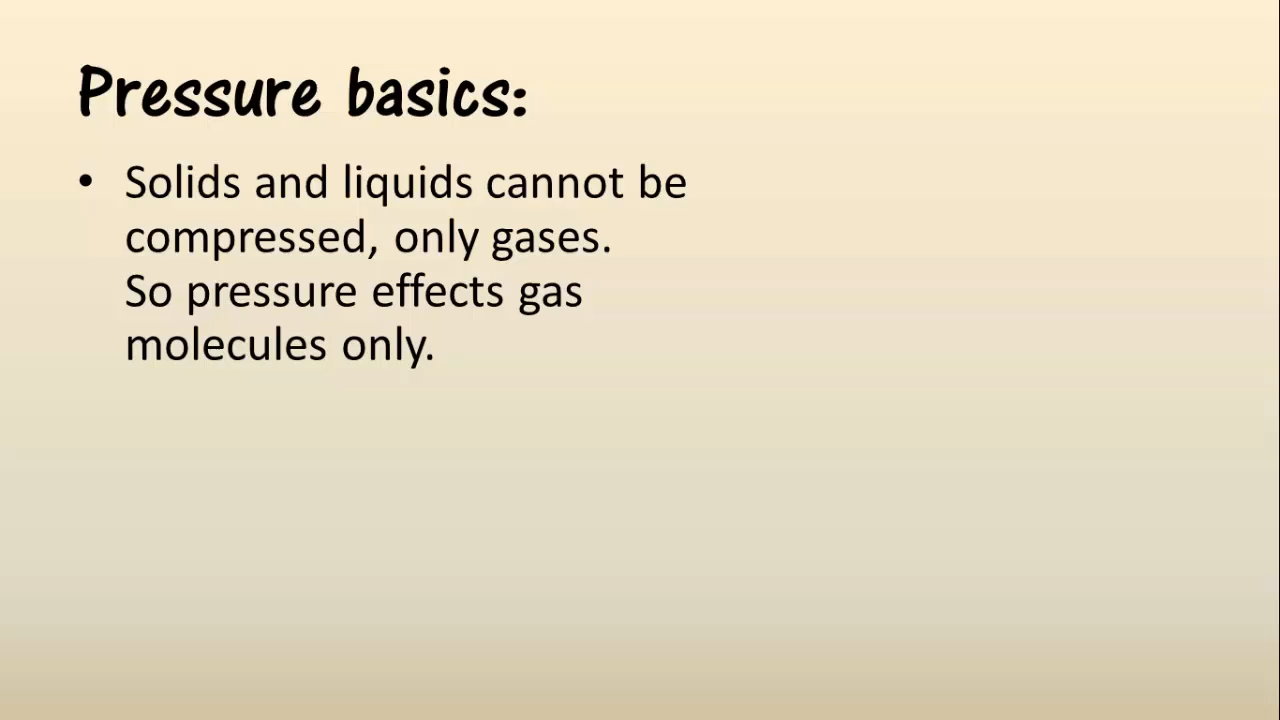 Pressure basics:
• Solids and liquids cannot be
compressed, only gases.
So pressure effects gas
molecules only.